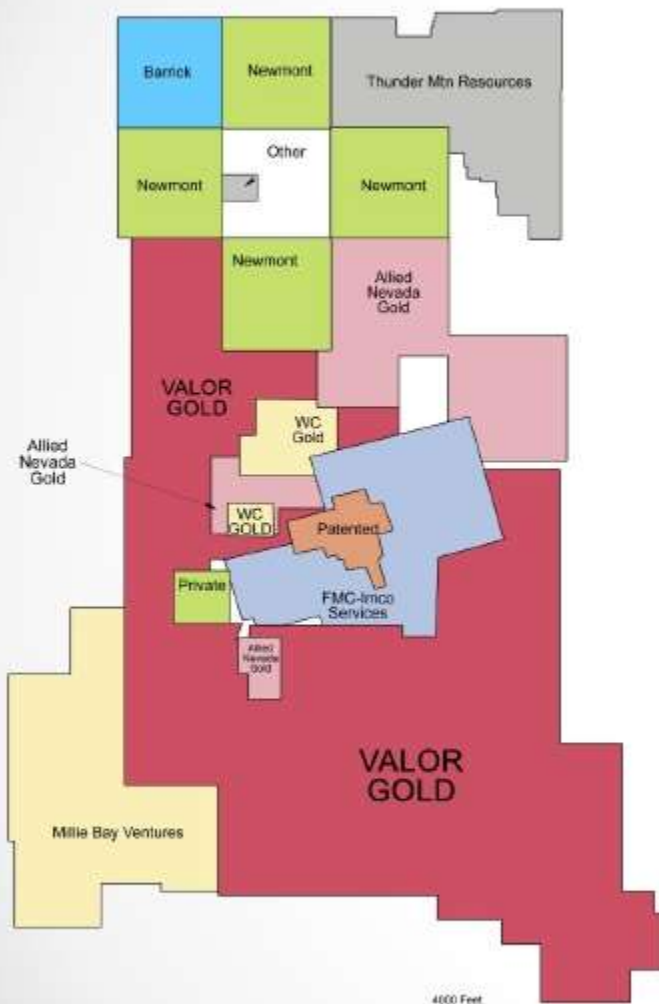 Barrick
Newmont
Thunder Mtn Resources
Other
Newmont
Newmont
Newmont
Allied
Nevada
Gold
VALOR
GOLD
WC
Gold
Allied
Nevada
Gold
WC
GOLD
Patented
Private
FMC-Imco
Services
Allied
Nevada
Gold
VALOR
GOLD
Millie Bay Ventures
4000 Feet